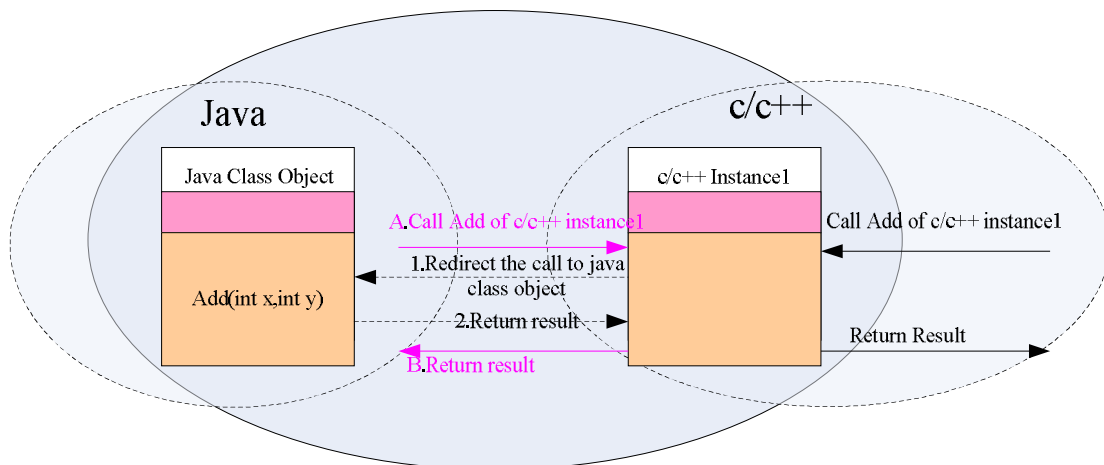 Java
c/c++
Java Class Object
c/c++ Instance1
A.Call Add of c/c++ instance1
Call Add of c/c++ instance1
1.Redirect the call to java
class object
Add(int x,int y)
2.Return result
Return Result
B.Return result